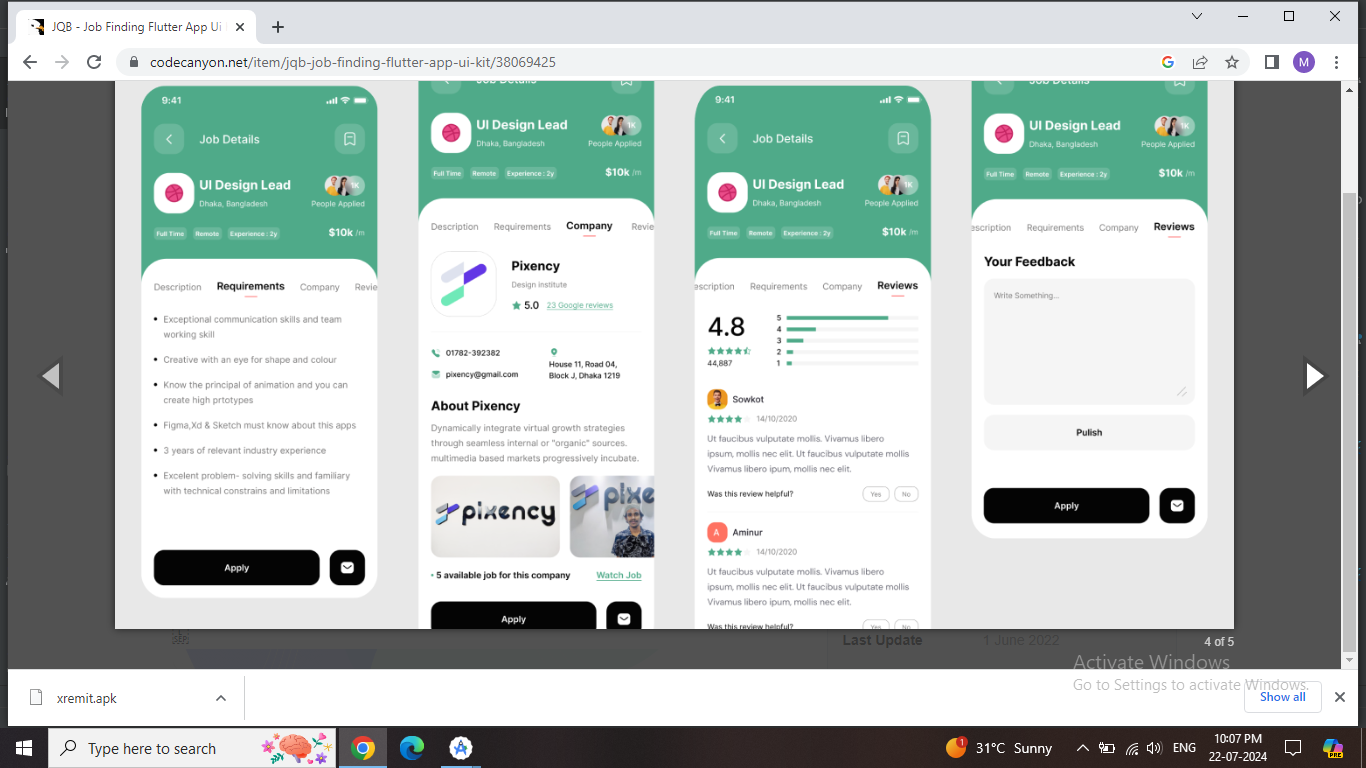 JQB - Job Finding Flutter App Ui
codecanyon.net/item/jqb-job-finding-flutter-app-ui-kit/38069425
M
9:41
Job Details
UI Design Lead
Dhaka, Bangladesh
1K
People Applied
Full Time
Remote
Experience : 2y
$10k /m
Description
Requirements
Company
Revie
Exceptional communication skills and team
working skill
Creative with an eye for shape and colour
Know the principal of animation and you can
create high prtotypes
Figma,Xd & Sketch must know about this apps
3 years of relevant industry experience
Excelent problem- solving skills and familiary
with technical constrains and limitations
Apply
Job Details
UI Design Lead
Dhaka, Bangladesh
1K
People Applied
Full Time
Remote
Experience : 2y
$10k /m
Description
Requirements
Company
Revie
Pixency
Design institute
5.0
23 Google reviews
01782-392382
pixency@gmail.com
House 11, Road 04,
Block J, Dhaka 1219
About Pixency
Dynamically integrate virtual growth strategies
through seamless internal or "organic" sources.
multimedia based markets progressively incubate.
pixency
pixe
• 5 available job for this company
Watch Job
Apply
9:41
Job Details
UI Design Lead
Dhaka, Bangladesh
1K
People Applied
Full Time
Remote
Experience : 2y
$10k /m
escription
Requirements
Company
Reviews
4.8
44,887
5
4
3
2
1
Sowkot
14/10/2020
Ut faucibus vulputate mollis. Vivamus libero
ipsum, mollis nec elit. Ut faucibus vulputate mollis
Vivamus libero ipum, mollis nec elit.
Was this review helpful?
Yes
No
A
Aminur
14/10/2020
Ut faucibus vulputate mollis. Vivamus libero
ipsum, mollis nec elit. Ut faucibus vulputate mollis
Vivamus libero ipum, mollis nec elit.
Was this review helpful?
Yes
No
Job Details
UI Design Lead
Dhaka, Bangladesh
1K
People Applied
Full Time
Remote
Experience : 2y
$10k /m
escription
Requirements
Company
Reviews
Your Feedback
Write Something...
Pulish
Apply
Last Update
1 June 2022
4 of 5
Activate Windows
Go to Settings to activate Windows.
xremit.apk
Show all
Type here to search
1
31°C Sunny
ENG
10:07 PM
22-07-2024
PRE